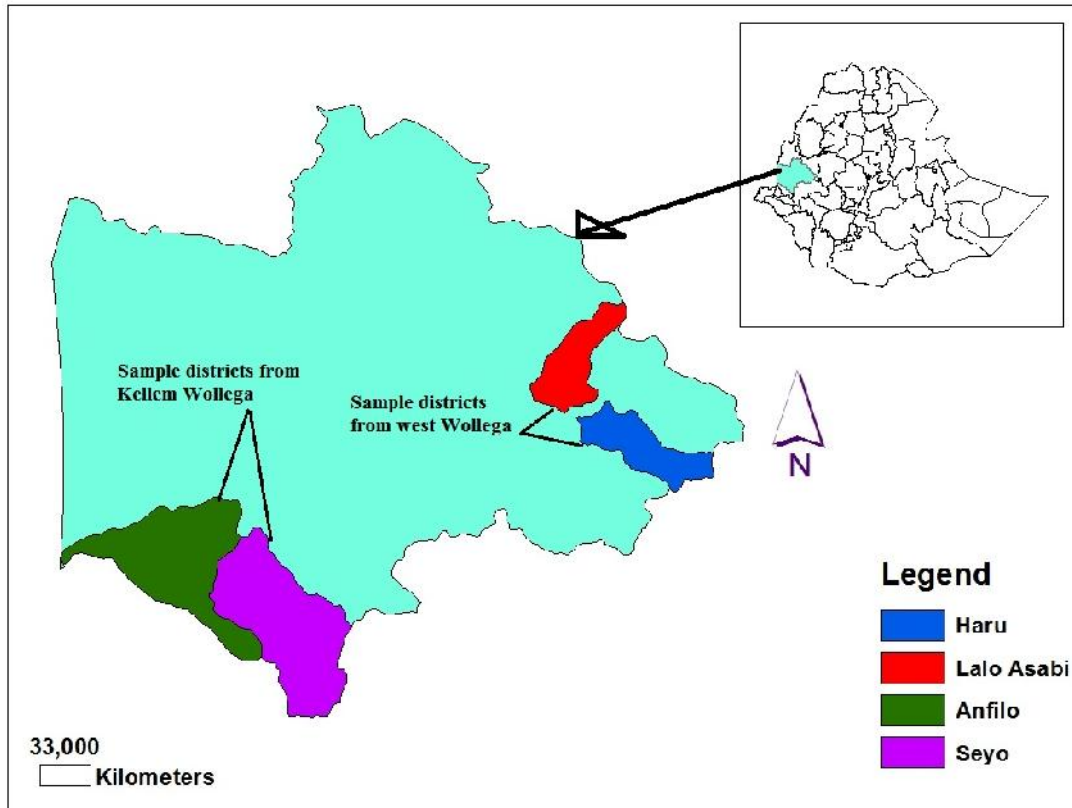 Sample districts from
Kellem Wollega
Sample districts
from west Wollega
N
Legend
Haru
Lalo Asabi
Anfilo
Seyo
33,000
Kilometers